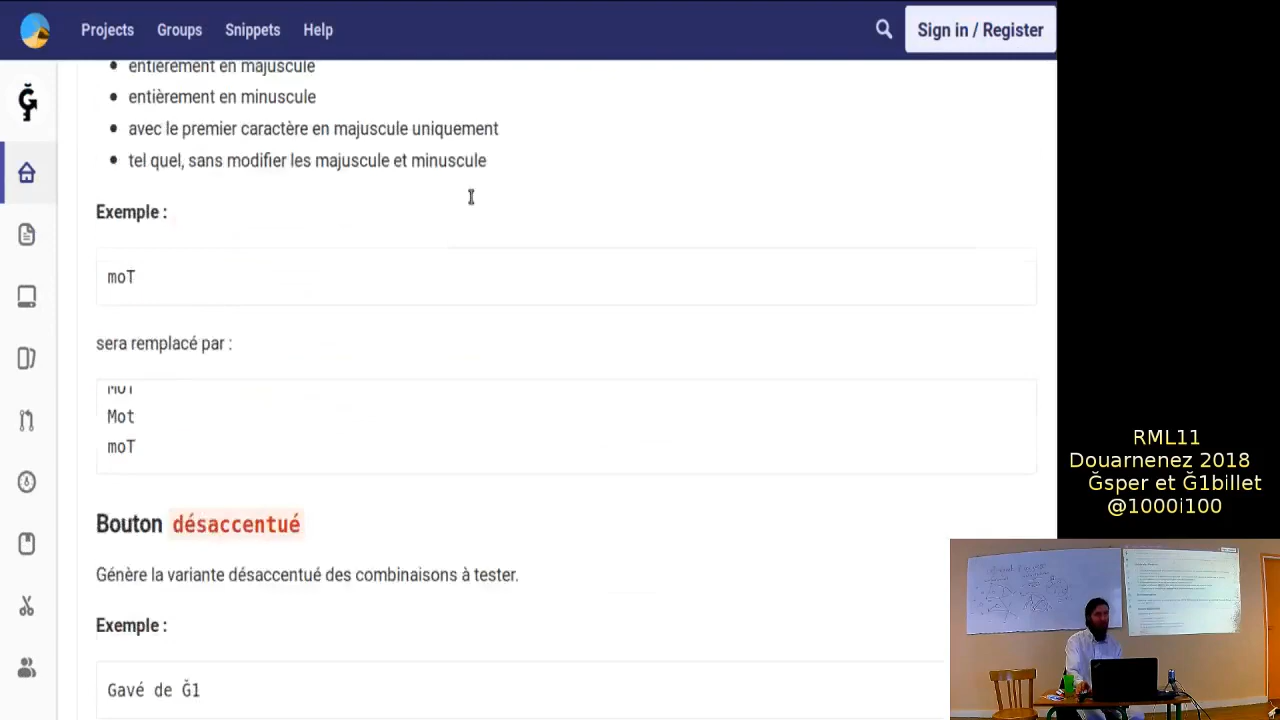 Projects Groups Snippets Help Sign in / Register
entièrement en majuscule
entièrement en minuscule
avec le premier caractère en majuscule uniquement
tel quel, sans modifier les majuscule et minuscule
Exemple :
moT
sera remplacé par :
MOT
Mot
moT
Bouton désaccentué
Génère la variante désaccentué des combinaisons à tester.
Exemple :
Gavé de Ğ1
RML11
Douarnenez 2018
Ğsper et Ğ1billet
@1000i100